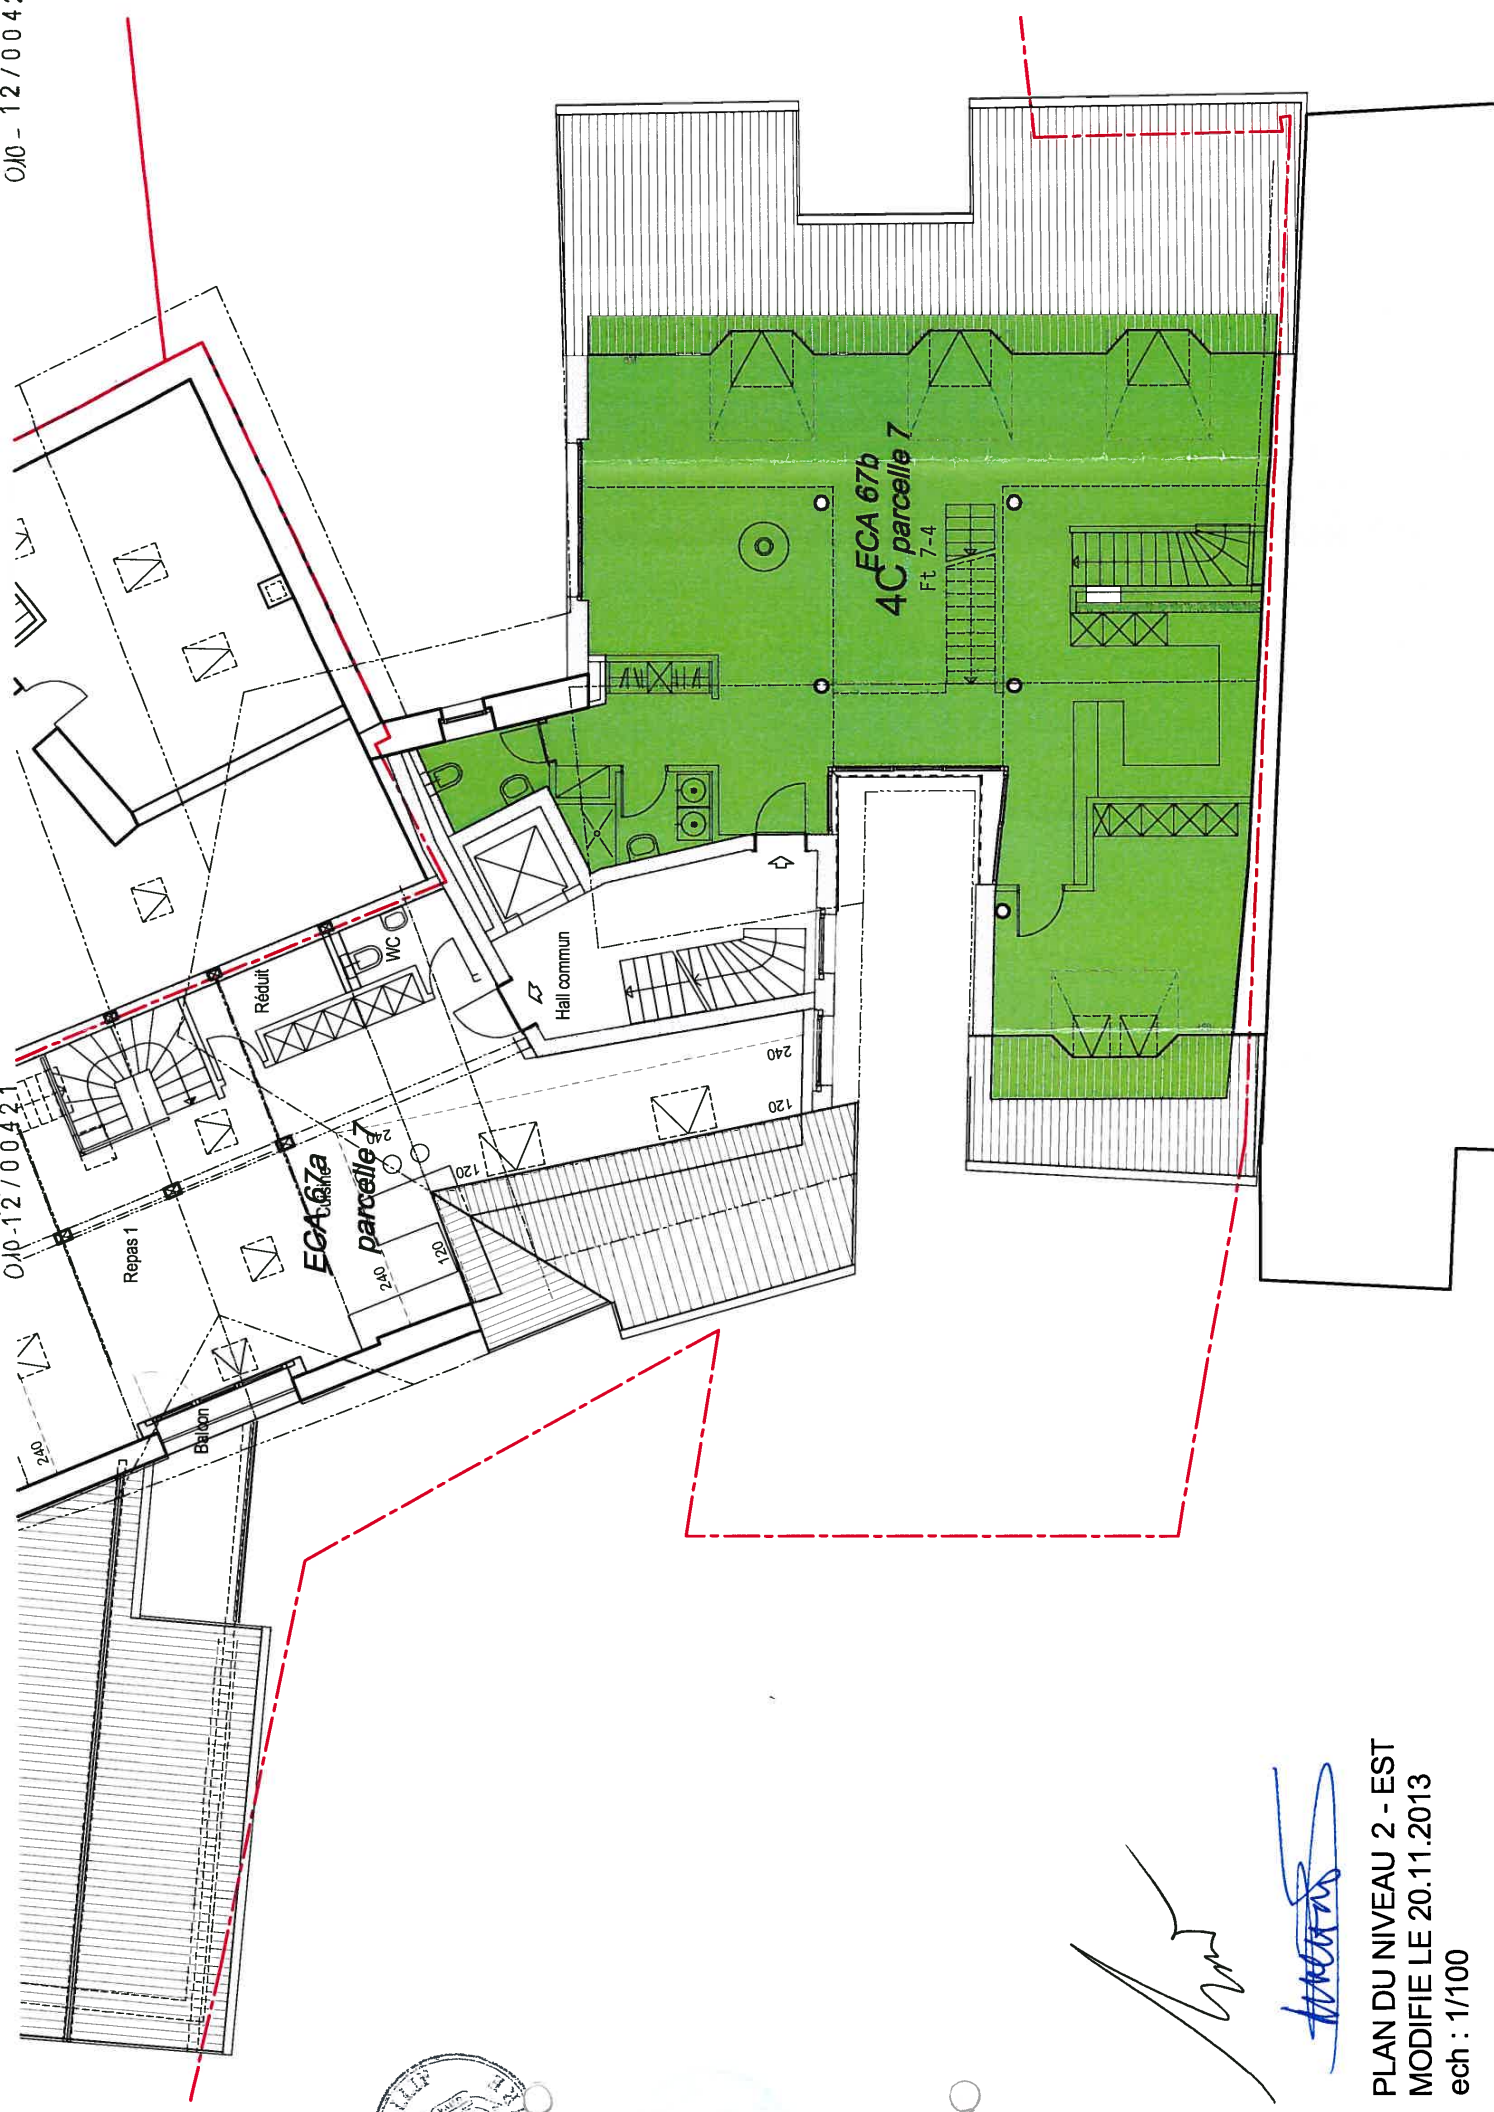 010-12/0042
010-12/00421
Réduit
WC
Hall commun
Repas 1
Cuisine
ECA 67a
parcelle 7
Balcon
240
240
120
240
120
240
120
240
ECA 67b
4C parcelle 7
Ft 7-4
PLAN DU NIVEAU 2 - EST
MODIFIE LE 20.11.2013
ech : 1/100